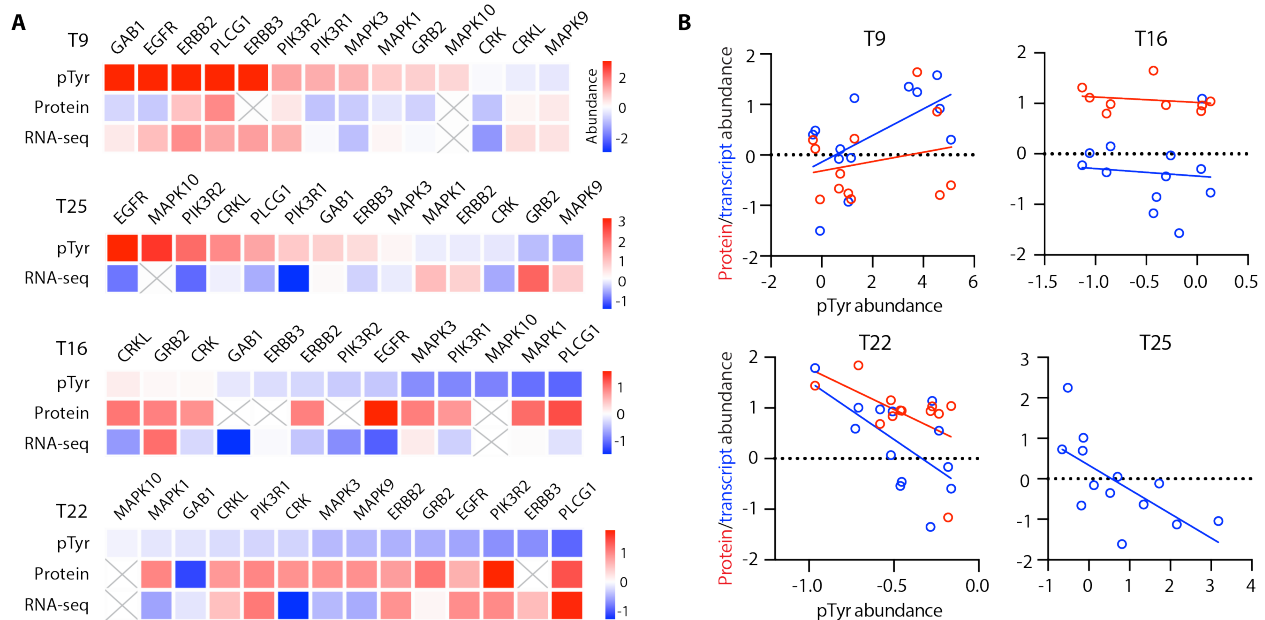 A
T9
GAB1 EGFR ERBB2 PLCG1 ERBB3 PIK3R2 PIK3R1 MAPK3 MAPK1 GRB2 MAPK10 CRK CRKL MAPK9
pTyr
Protein
RNA-seq
Abundance
2
0
-2
T25
EGFR MAPK10 PIK3R2 CRKL PLCG1 PIK3R1 GAB1 ERBB3 MAPK3 MAPK1 ERBB2 CRK GRB2 MAPK9
pTyr
RNA-seq
3
2
1
0
-1
T16
CRKL GRB2 CRK GAB1 ERBB3 ERBB2 PIK3R2 EGFR MAPK3 PIK3R1 MAPK10 MAPK1 PLCG1
pTyr
Protein
RNA-seq
1
0
-1
T22
MAPK10 MAPK1 GAB1 CRKL PIK3R1 CRK MAPK3 MAPK9 ERBB2 GRB2 EGFR PIK3R2 ERBB3 PLCG1
pTyr
Protein
RNA-seq
1
0
-1
B
T9
Protein/transcript abundance
2
1
0
-1
-2
-2 0 2 4 6
pTyr abundance
T16
2
1
0
-1
-2
-1.5 -1.0 -0.5 0.0 0.5
T22
Protein/transcript abundance
2
1
0
-1
-2
-1.0 -0.5 0.0
pTyr abundance
T25
3
2
1
0
-1
-2
-1 0 1 2 3 4